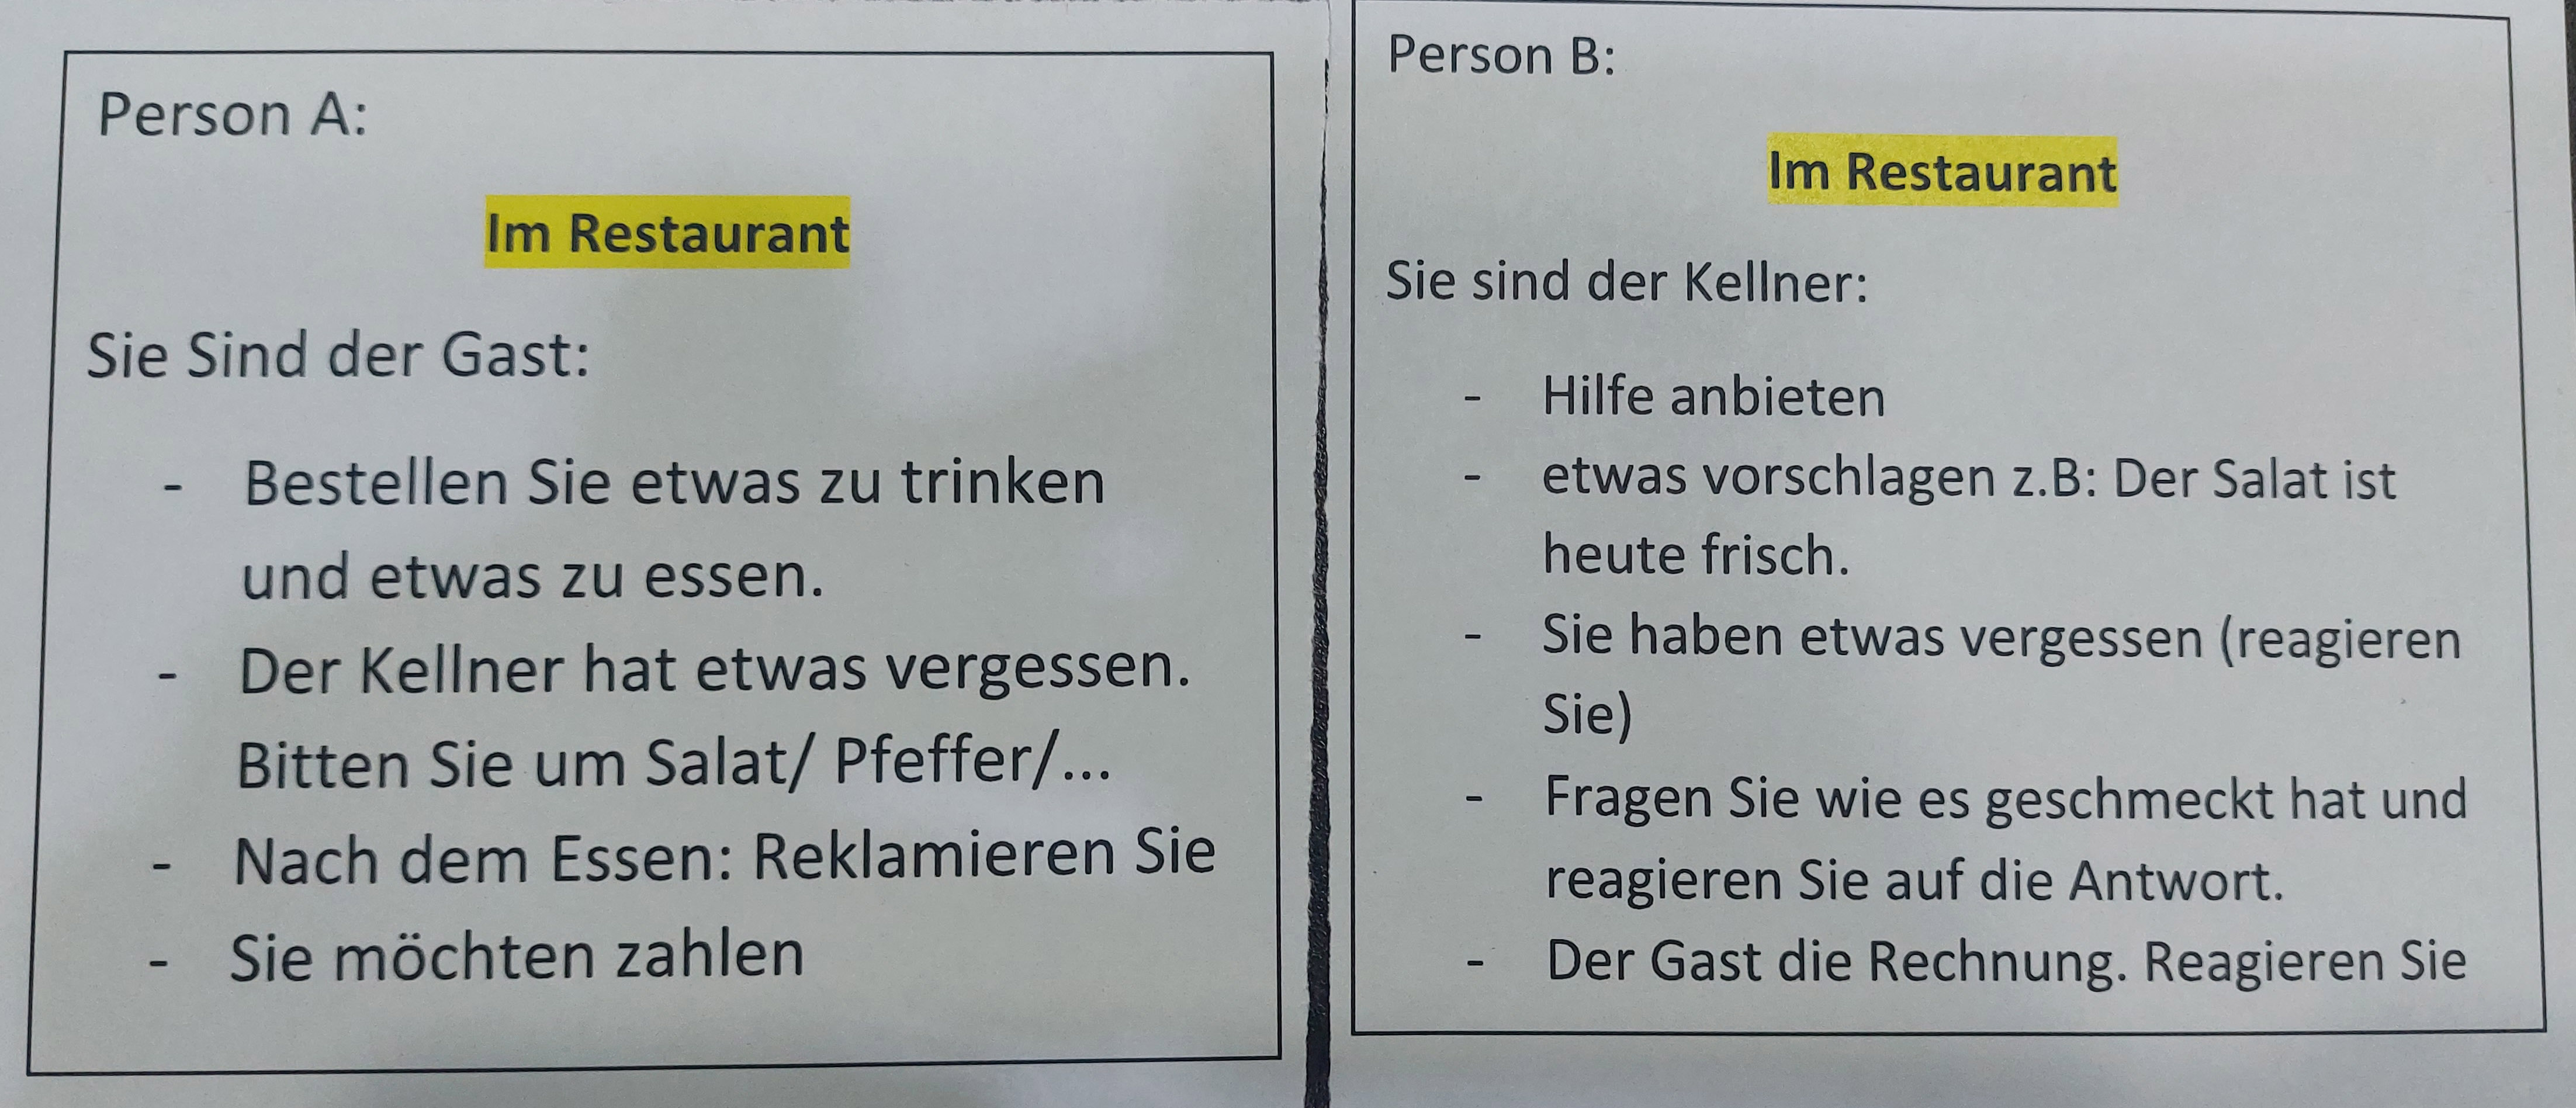 Person A:
Im Restaurant
Sie Sind der Gast:
- Bestellen Sie etwas zu trinken
und etwas zu essen.
- Der Kellner hat etwas vergessen.
Bitten Sie um Salat/ Pfeffer/...
- Nach dem Essen: Reklamieren Sie
- Sie möchten zahlen
Person B:
Im Restaurant
Sie sind der Kellner:
- Hilfe anbieten
- etwas vorschlagen z.B: Der Salat ist
heute frisch.
- Sie haben etwas vergessen (reagieren
Sie)
- Fragen Sie wie es geschmeckt hat und
reagieren Sie auf die Antwort.
- Der Gast die Rechnung. Reagieren Sie